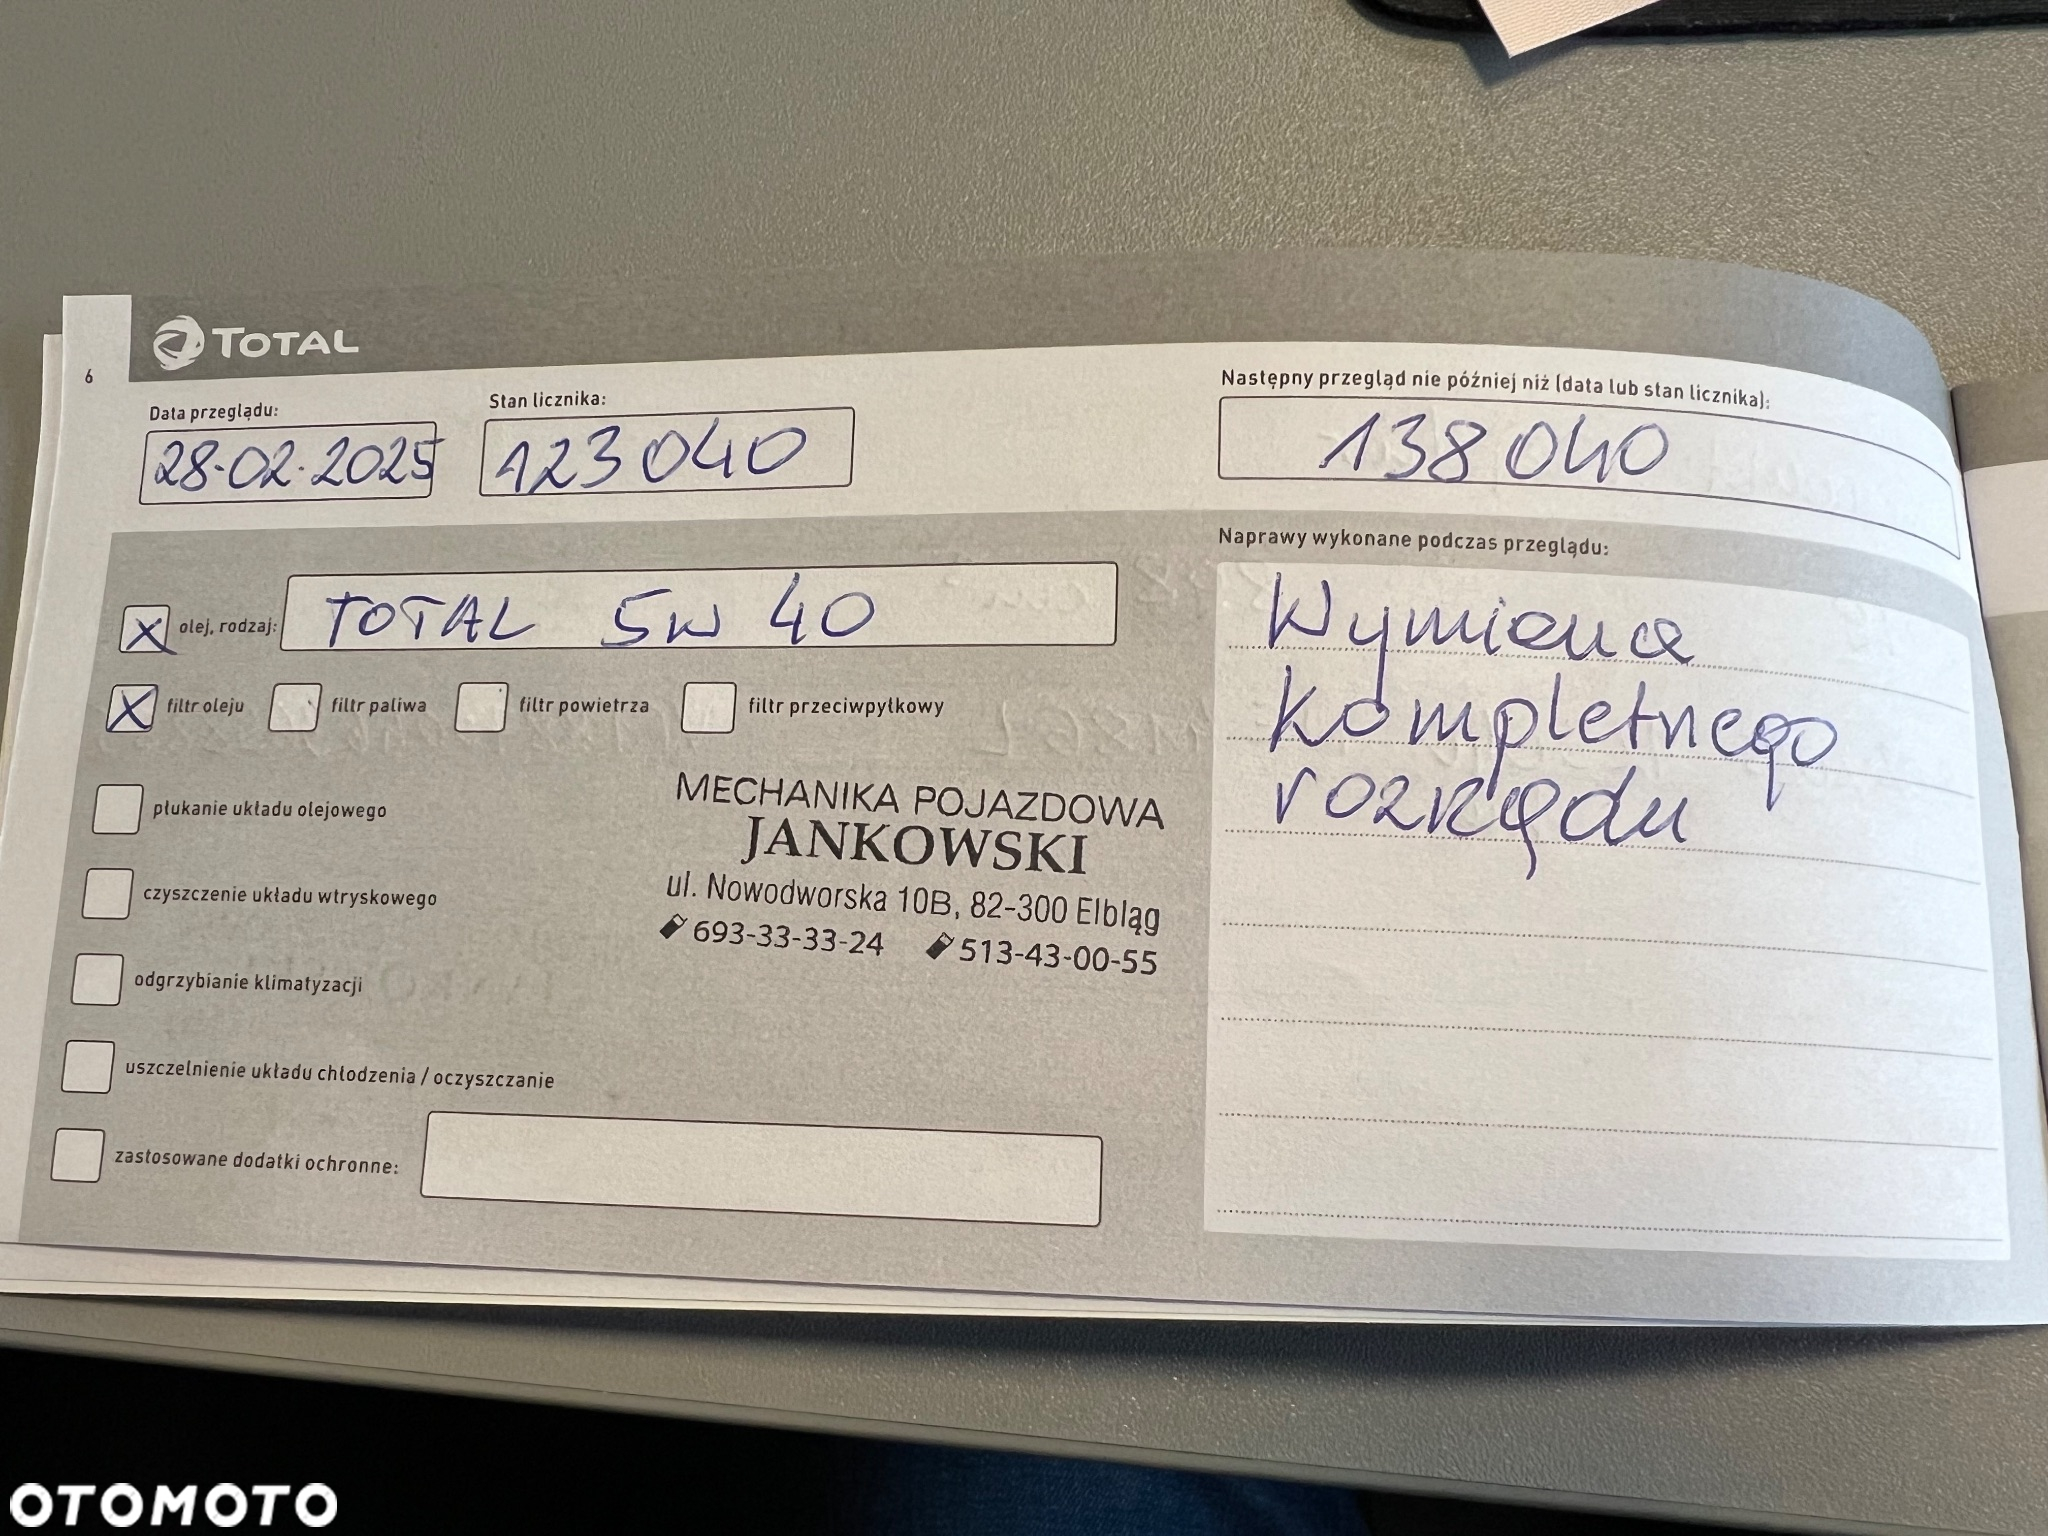 TOTAL
6
Data przeglądu:
28-02-2025
Stan licznika:
123040
Następny przegląd nie później niż (data lub stan licznika):
138040
x olej, rodzaj: TOTAL 5W 40
x filtr oleju filtr paliwa filtr powietrza filtr przeciwpyłkowy
płukanie układu olejowego
czyszczenie układu wtryskowego
odgrzybianie klimatyzacji
uszczelnienie układu chłodzenia / oczyszczanie
zastosowane dodatki ochronne:
MECHANIKA POJAZDOWA
JANKOWSKI
ul. Nowodworska 10B, 82-300 Elbląg
693-33-33-24 513-43-00-55
Naprawy wykonane podczas przeglądu:
Wymiana
kompletnego
rozrządu
OTOMOTO